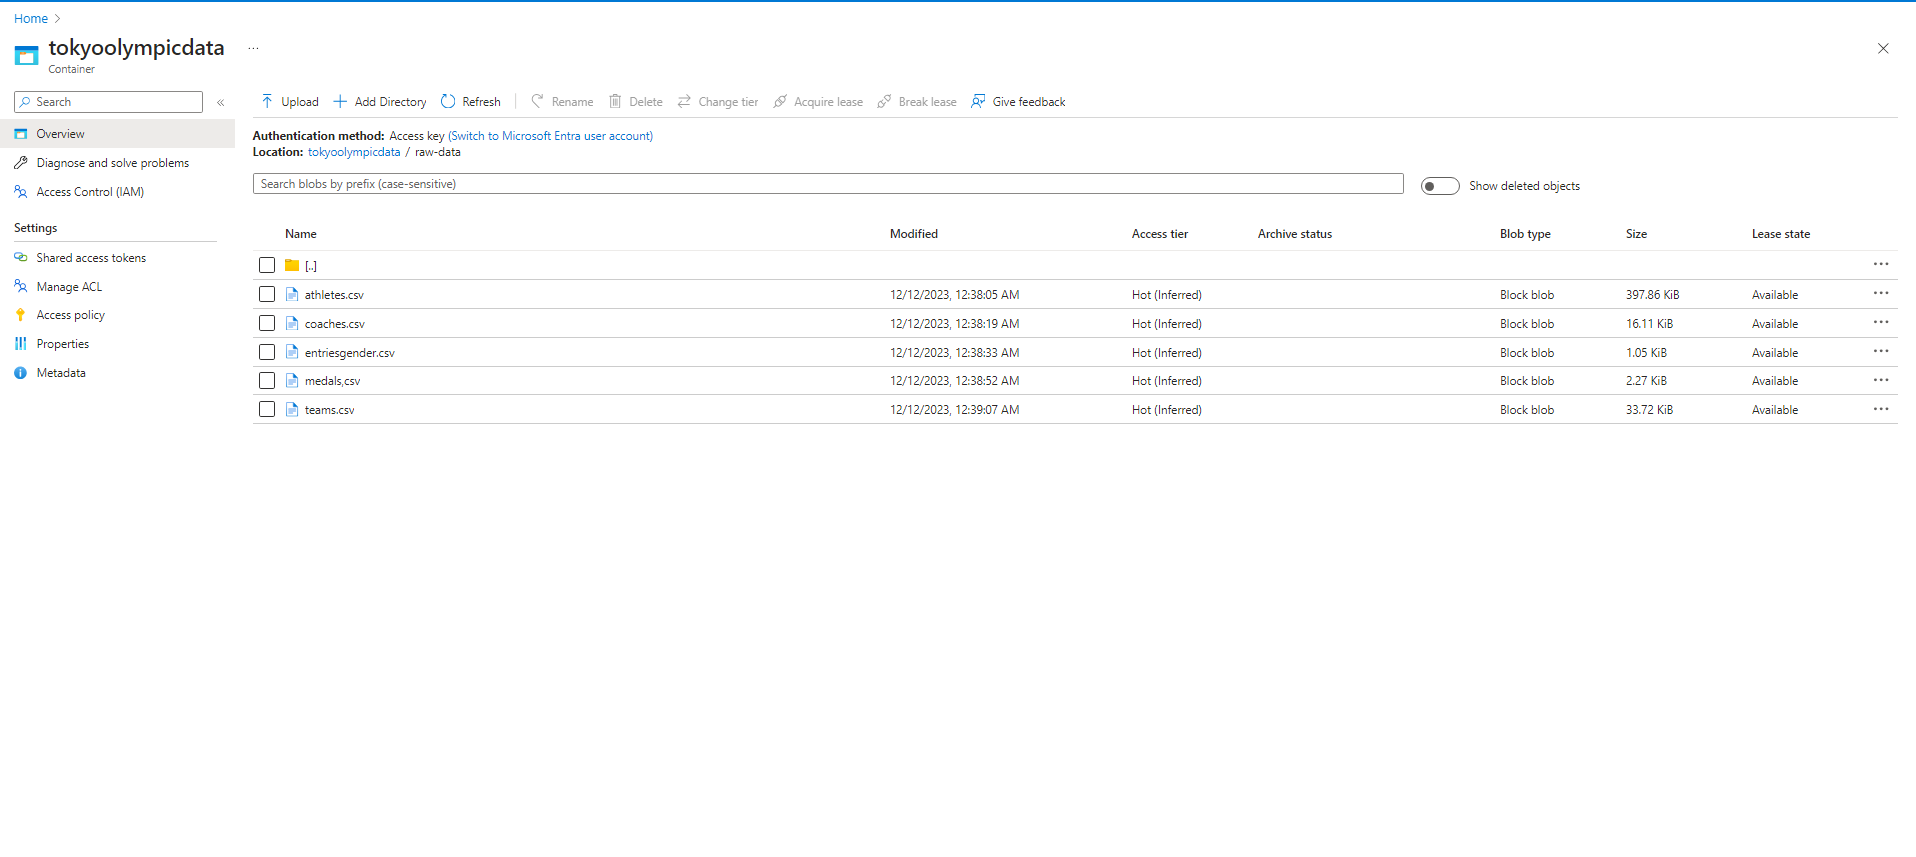 Home
tokyoolympicdata ...
Container
Search «
Overview
Diagnose and solve problems
Access Control (IAM)
Settings
Shared access tokens
Manage ACL
Access policy
Properties
Metadata
Upload Add Directory Refresh Rename Delete Change tier Acquire lease Break lease Give feedback
Authentication method: Access key (Switch to Microsoft Entra user account)
Location: tokyoolympicdata / raw-data
Search blobs by prefix (case-sensitive) Show deleted objects
Name Modified Access tier Archive status Blob type Size Lease state
[..] ...
athletes.csv 12/12/2023, 12:38:05 AM Hot (Inferred) Block blob 397.86 KiB Available ...
coaches.csv 12/12/2023, 12:38:19 AM Hot (Inferred) Block blob 16.11 KiB Available ...
entriesgender.csv 12/12/2023, 12:38:33 AM Hot (Inferred) Block blob 1.05 KiB Available ...
medals,csv 12/12/2023, 12:38:52 AM Hot (Inferred) Block blob 2.27 KiB Available ...
teams.csv 12/12/2023, 12:39:07 AM Hot (Inferred) Block blob 33.72 KiB Available ...